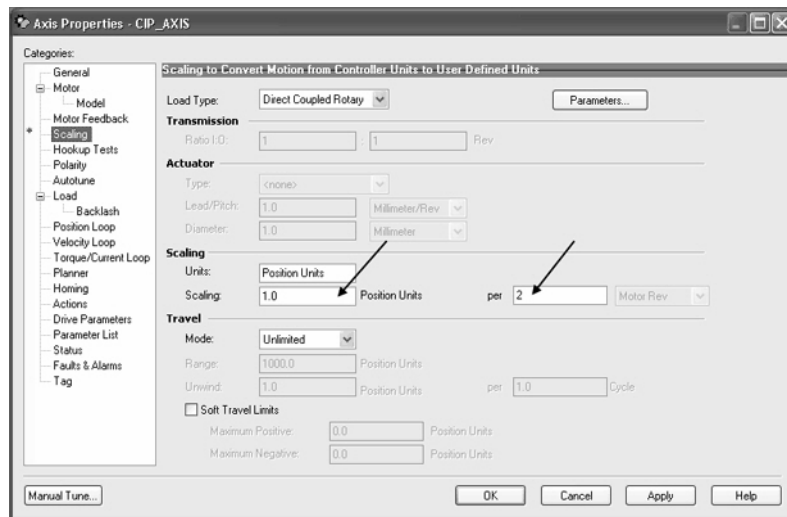 Axis Properties - CIP_AXIS
Categories:
General
Motor
Model
Motor Feedback
Scaling
Hookup Tests
Polarity
Autotune
Load
Backlash
Position Loop
Velocity Loop
Torque/Current Loop
Planner
Homing
Actions
Drive Parameters
Parameter List
Status
Faults & Alarms
Tag
Scaling to Convert Motion from Controller Units to User Defined Units
Load Type: Direct Coupled Rotary Parameters...
Transmission
Ratio I:O: 1 : 1 Rev
Actuator
Type: <none>
Lead/Pitch: 1.0 Millimeter/Rev
Diameter: 1.0 Millimeter
Scaling
Units: Position Units
Scaling: 1.0 Position Units per 2 Motor Rev
Travel
Mode: Unlimited
Range: 1000.0 Position Units
Unwind: 1.0 Position Units per 1.0 Cycle
Soft Travel Limits
Maximum Positive: 0.0 Position Units
Maximum Negative: 0.0 Position Units
Manual Tune... OK Cancel Apply Help